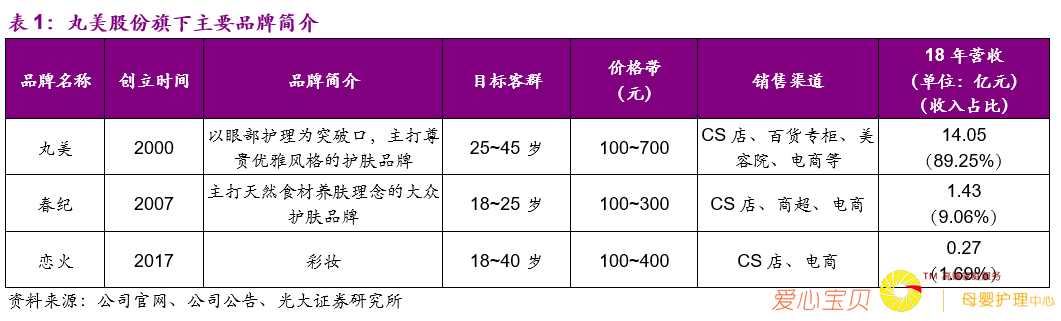 表 1：丸美股份旗下主要品牌简介
品牌名称 创立时间 品牌简介 目标客群 价格带（元） 销售渠道 18 年营收（单位：亿元）（收入占比）
丸美 2000 以眼部护理为突破口，主打尊贵优雅风格的护肤品牌 25~45 岁 100~700 CS 店、百货专柜、美容院、电商等 14.05（89.25%）
春纪 2007 主打天然食材养肤理念的大众护肤品牌 18~25 岁 100~300 CS 店、商超、电商 1.43（9.06%）
恋火 2017 彩妆 18~40 岁 100~400 CS 店、电商 0.27（1.69%）
资料来源：公司官网、公司公告、光大证券研究所
爱心宝贝
TM
母婴护理中心